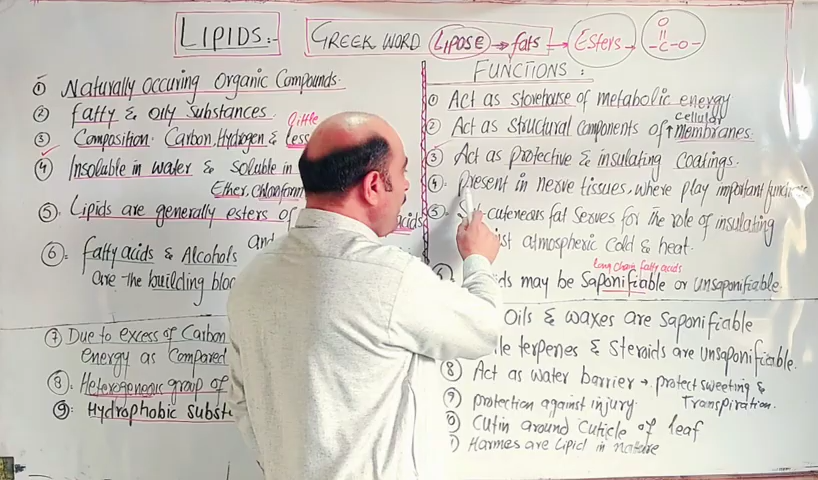 LIPIDS:-
GREEK WORD LIPOSE → fats → Esters →
O
-C-O-
① Naturally occuring Organic Compounds.
② fatty & Oily Substances.
little
③ Composition. Carbon, Hydrogen & less
④ Insoluble in water & soluble in
Ether, Chloroform
⑤ Lipids are generally esters of
acids
and
⑥ fatty acids & Alcohols
are the building
⑦ Due to excess of Carbon
energy as Compared
⑧ Heterogeneous group of
⑨ Hydrophobic
FUNCTIONS:
① Act as storehouse of metabolic energy
cellular
② Act as Structural components of membranes.
③ Act as protective & insulating coatings.
④ Present in nerve tissues. where play important
⑤ cuteneous fat serves for the role of insulating
atmospheric cold & heat.
long chain fatty acids
may be Saponifiable or unsaponifiable.
Oils & waxes are Saponifiable
terpenes & Steroids are unsaponifiable.
⑧ Act as water barrier → protect sweeting &
Transpiration.
⑨ protection against injury.
⑩ Cutin around cuticle of leaf
Harmes are Lipid in nature